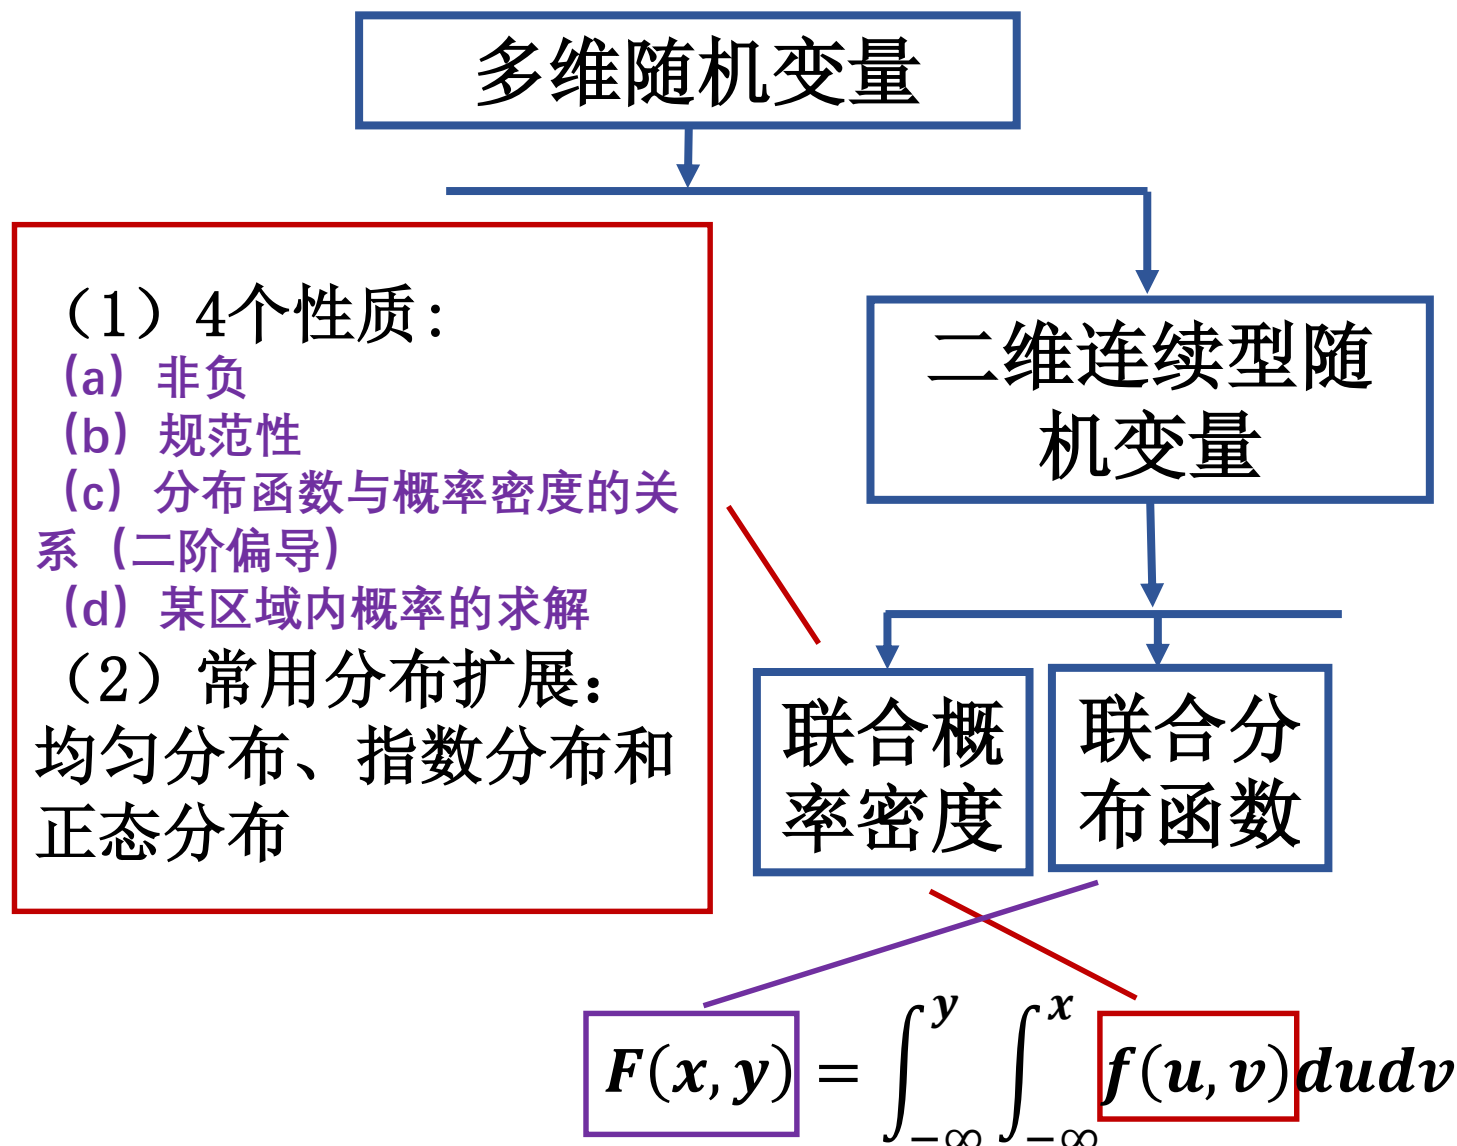 多维随机变量
（1）4个性质:
（a）非负
（b）规范性
（c）分布函数与概率密度的关
系（二阶偏导）
（d）某区域内概率的求解
（2）常用分布扩展：
均匀分布、指数分布和
正态分布
二维连续型随
机变量
联合概
率密度
联合分
布函数
F(x, y) = ∫_{-∞}^{y} ∫_{-∞}^{x} f(u, v)dudv